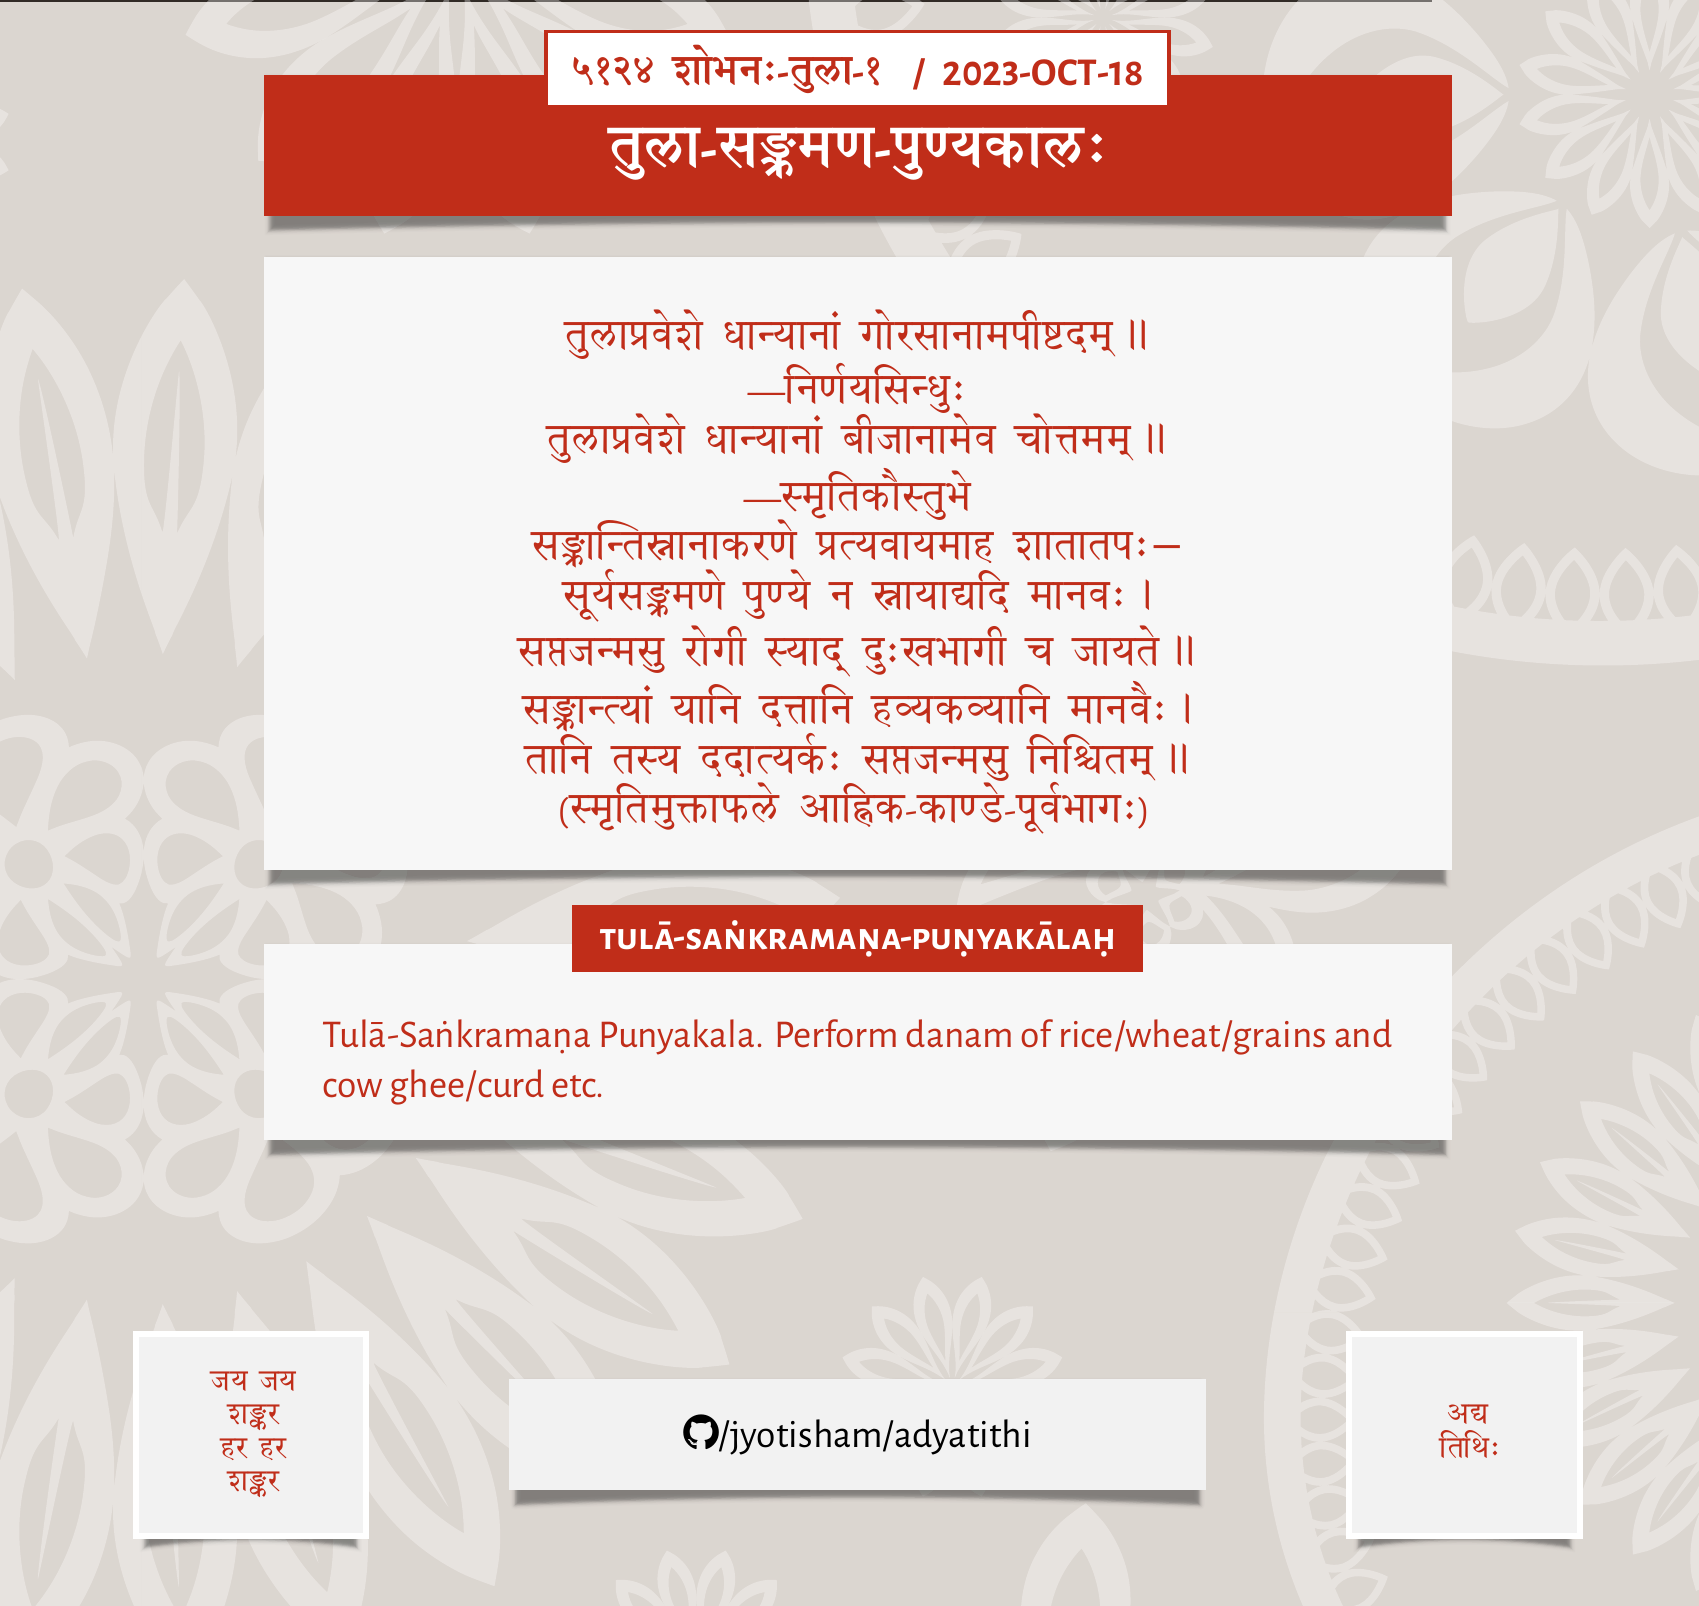 ५१२४ शोभनः-तुला-१ / 2023-OCT-18
तुला-सङ्क्रमण-पुण्यकालः
तुलाप्रवेशे धान्यानां गोरसानामपीष्टदम् ॥
—निर्णयसिन्धुः
तुलाप्रवेशे धान्यानां बीजानामेव चोत्तमम् ॥
—स्मृतिकौस्तुभे
सङ्क्रान्तिस्नानाकरणे प्रत्यवायमाह शातातपः–
सूर्यसङ्क्रमणे पुण्ये न स्नायाद्यदि मानवः ।
सप्तजन्मसु रोगी स्याद् दुःखभागी च जायते ॥
सङ्क्रान्त्यां यानि दत्तानि हव्यकव्यानि मानवैः ।
तानि तस्य ददात्यर्कः सप्तजन्मसु निश्चितम् ॥
(स्मृतिमुक्ताफले आह्निक-काण्डे-पूर्वभागः)
TULĀ-SAṄKRAMAṆA-PUṆYAKĀLAḤ
Tulā-Saṅkramaṇa Punyakala. Perform danam of rice/wheat/grains and
cow ghee/curd etc.
जय जय
शङ्कर
हर हर
शङ्कर
/jyotisham/adyatithi
अद्य
तिथिः